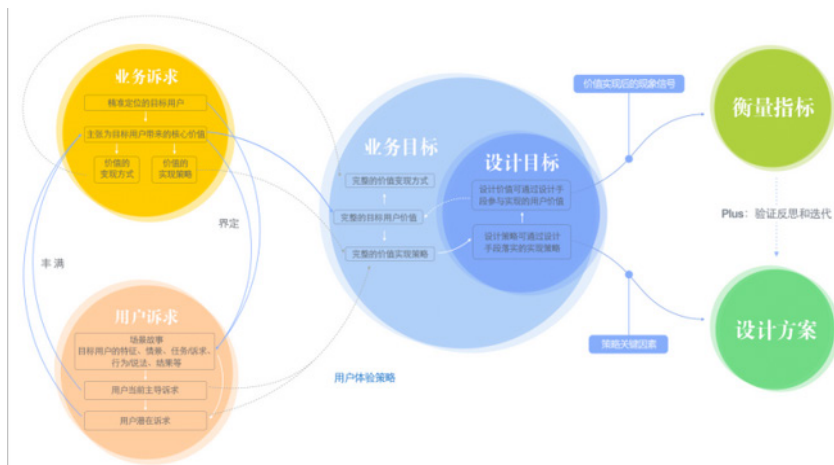 业务诉求
精准定位的目标用户
主张为目标用户带来的核心价值
价值的
变现方式
价值的
实现策略
界定
丰满
用户诉求
场景故事
目标用户的特征、情景、任务/诉求、
行为/说法、结果等
用户当前主导诉求
用户潜在诉求
业务目标
完整的价值变现方式
完整的目标用户价值
完整的价值实现策略
设计目标
设计价值可通过设计手
段参与实现的用户价值
设计策略可通过设计
手段落实的实现策略
用户体验策略
价值实现后的现象信号
策略关键因素
衡量指标
Plus：验证反思和迭代
设计方案